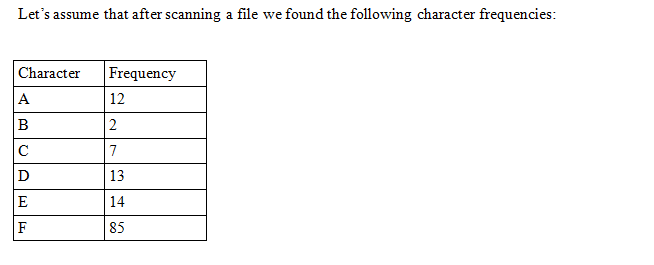 Let's assume that after scanning a file we found the following character frequencies:
Character Frequency
A 12
B 2
C 7
D 13
E 14
F 85